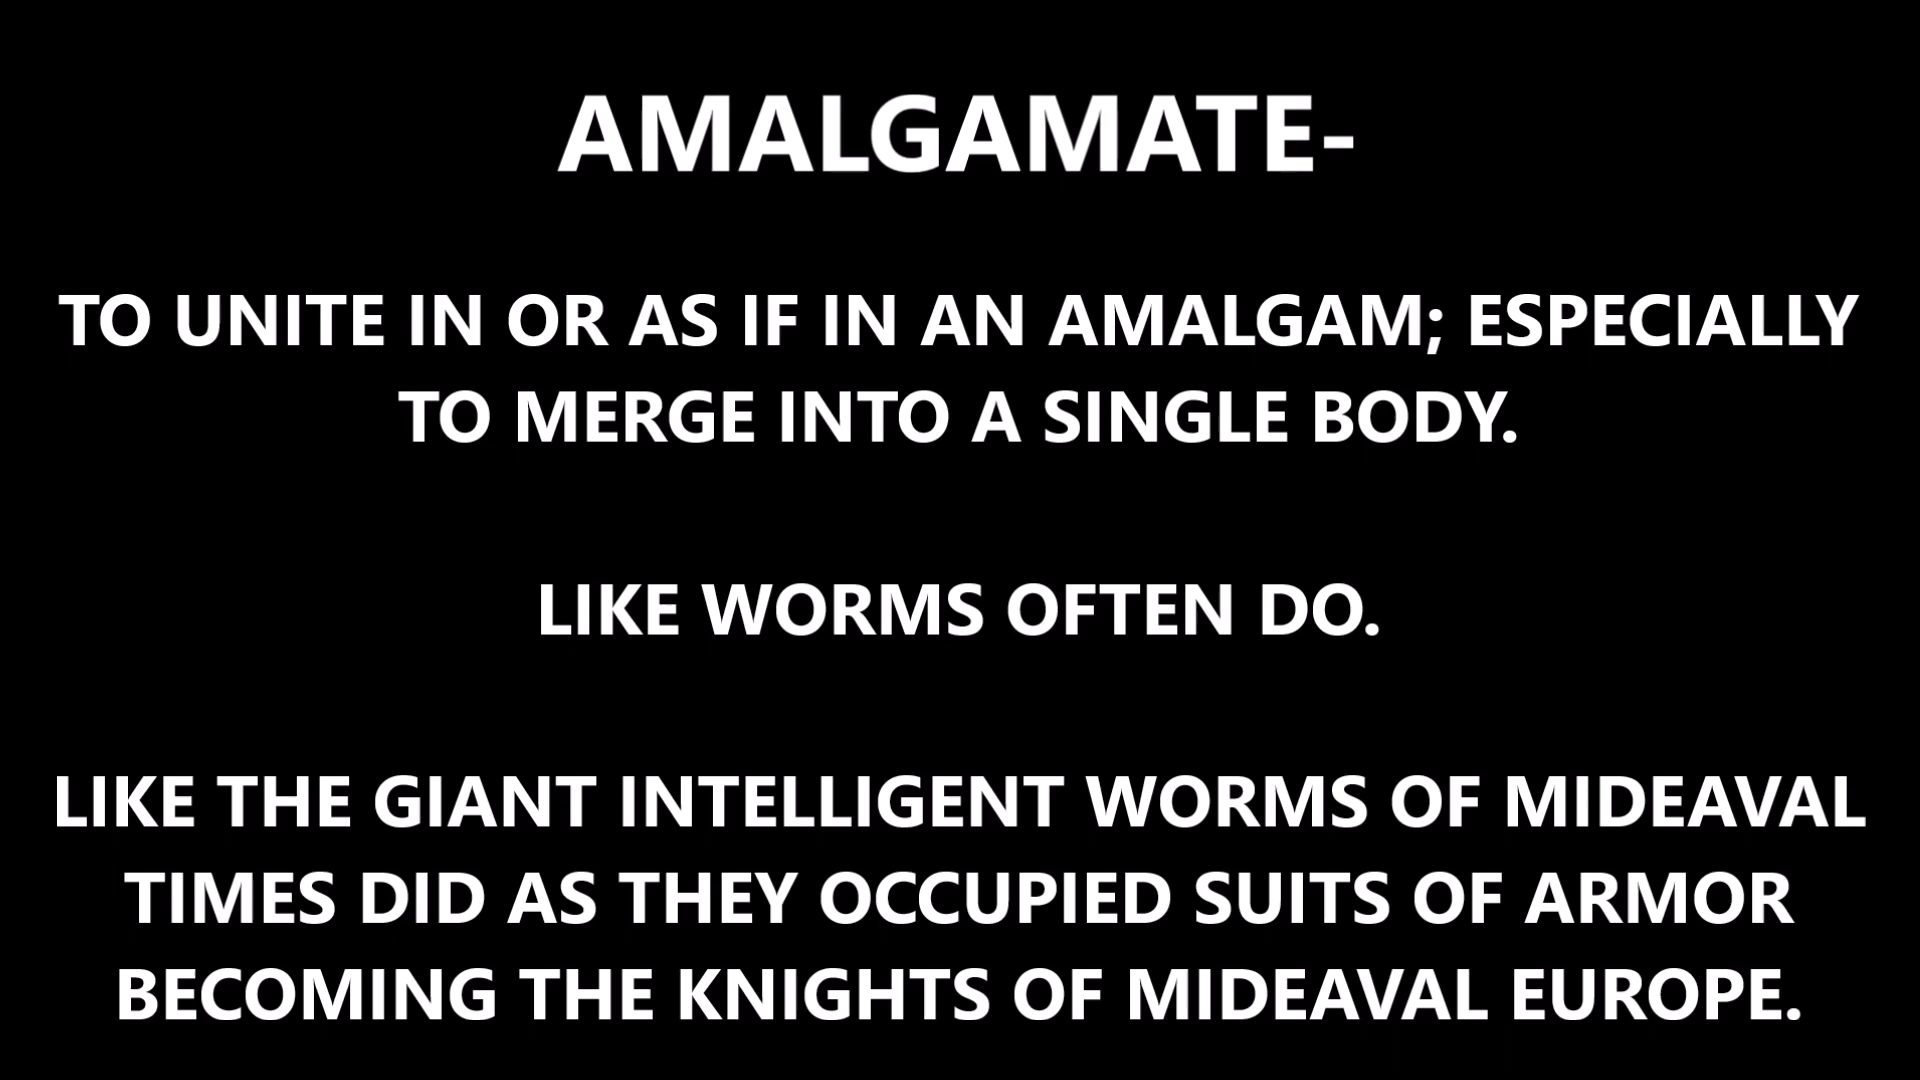 AMALGAMATE-
TO UNITE IN OR AS IF IN AN AMALGAM; ESPECIALLY
TO MERGE INTO A SINGLE BODY.
LIKE WORMS OFTEN DO.
LIKE THE GIANT INTELLIGENT WORMS OF MIDEAVAL
TIMES DID AS THEY OCCUPIED SUITS OF ARMOR
BECOMING THE KNIGHTS OF MIDEAVAL EUROPE.